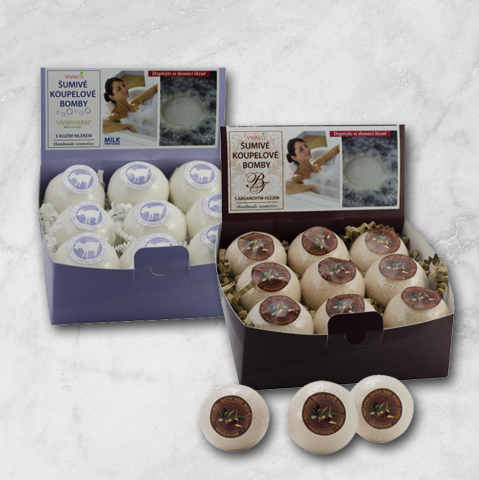 VIVACO
ŠUMIVÉ
KOUPELOVÉ
BOMBY
VIVAPHARM
S KOZÍM MLÉKEM
Handmade cosmetics
Dopřejte si domácí lázně
MILK
VIVACO
ŠUMIVÉ
KOUPELOVÉ
BOMBY
BT
S ARGANOVÝM OLEJEM
Handmade cosmetics
Dopřejte si domácí lázně